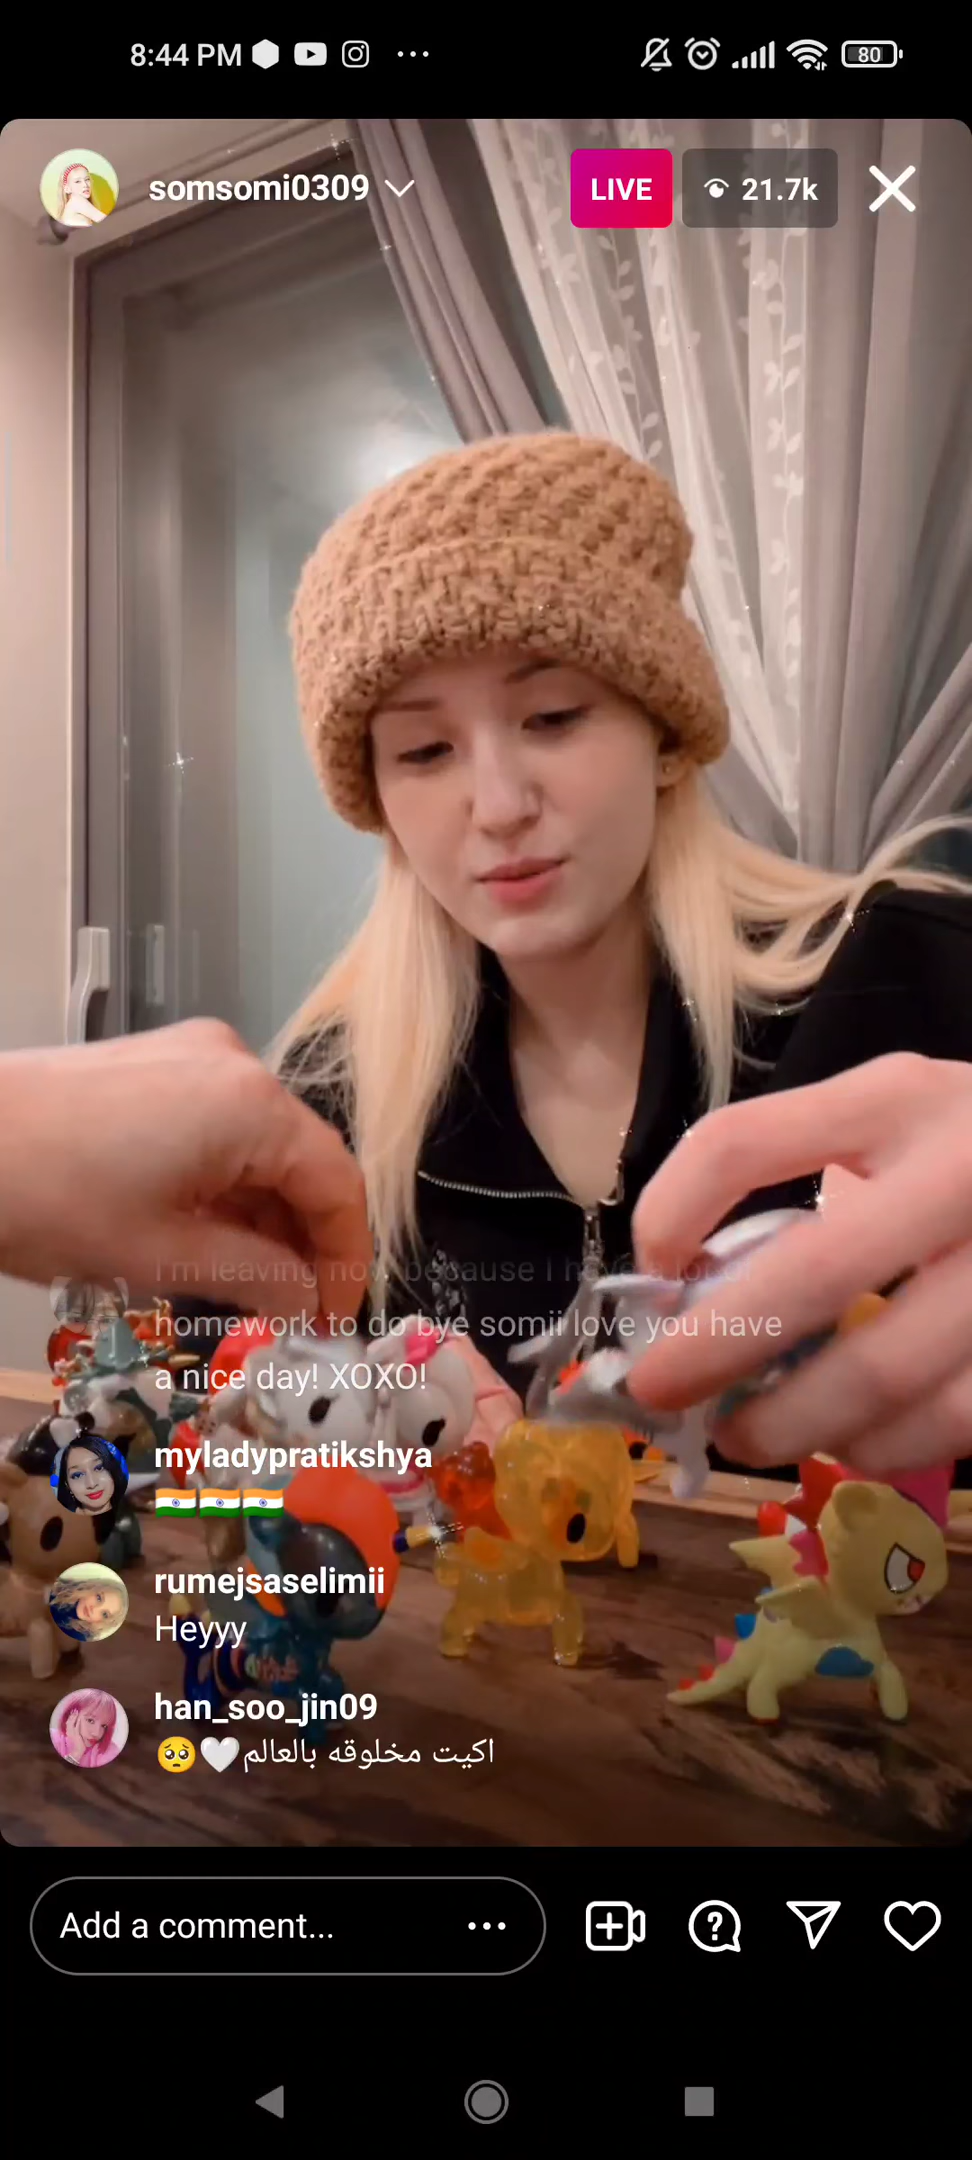 8:44 PM
80
somsomi0309
LIVE
21.7k
I'm leaving now because I have a lot of
homework to do bye somii love you have
a nice day! XOXO!
myladypratikshya
🇮🇳🇮🇳🇮🇳
rumejsaselimii
Heyyy
han_soo_jin09
اكيت مخلوقه بالعالم🤍🥺
Add a comment...